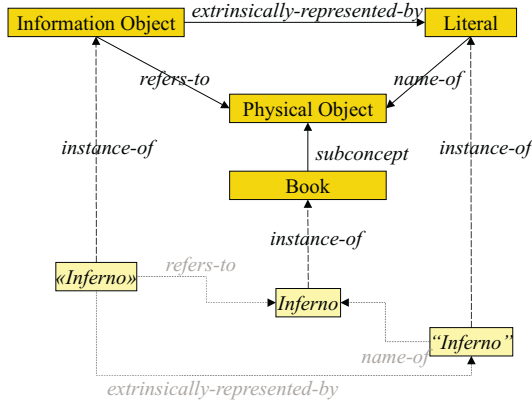 extrinsically-represented-by
Information Object
Literal
refers-to
name-of
Physical Object
instance-of
subconcept
instance-of
Book
instance-of
refers-to
«Inferno»
Inferno
“Inferno”
name-of
extrinsically-represented-by